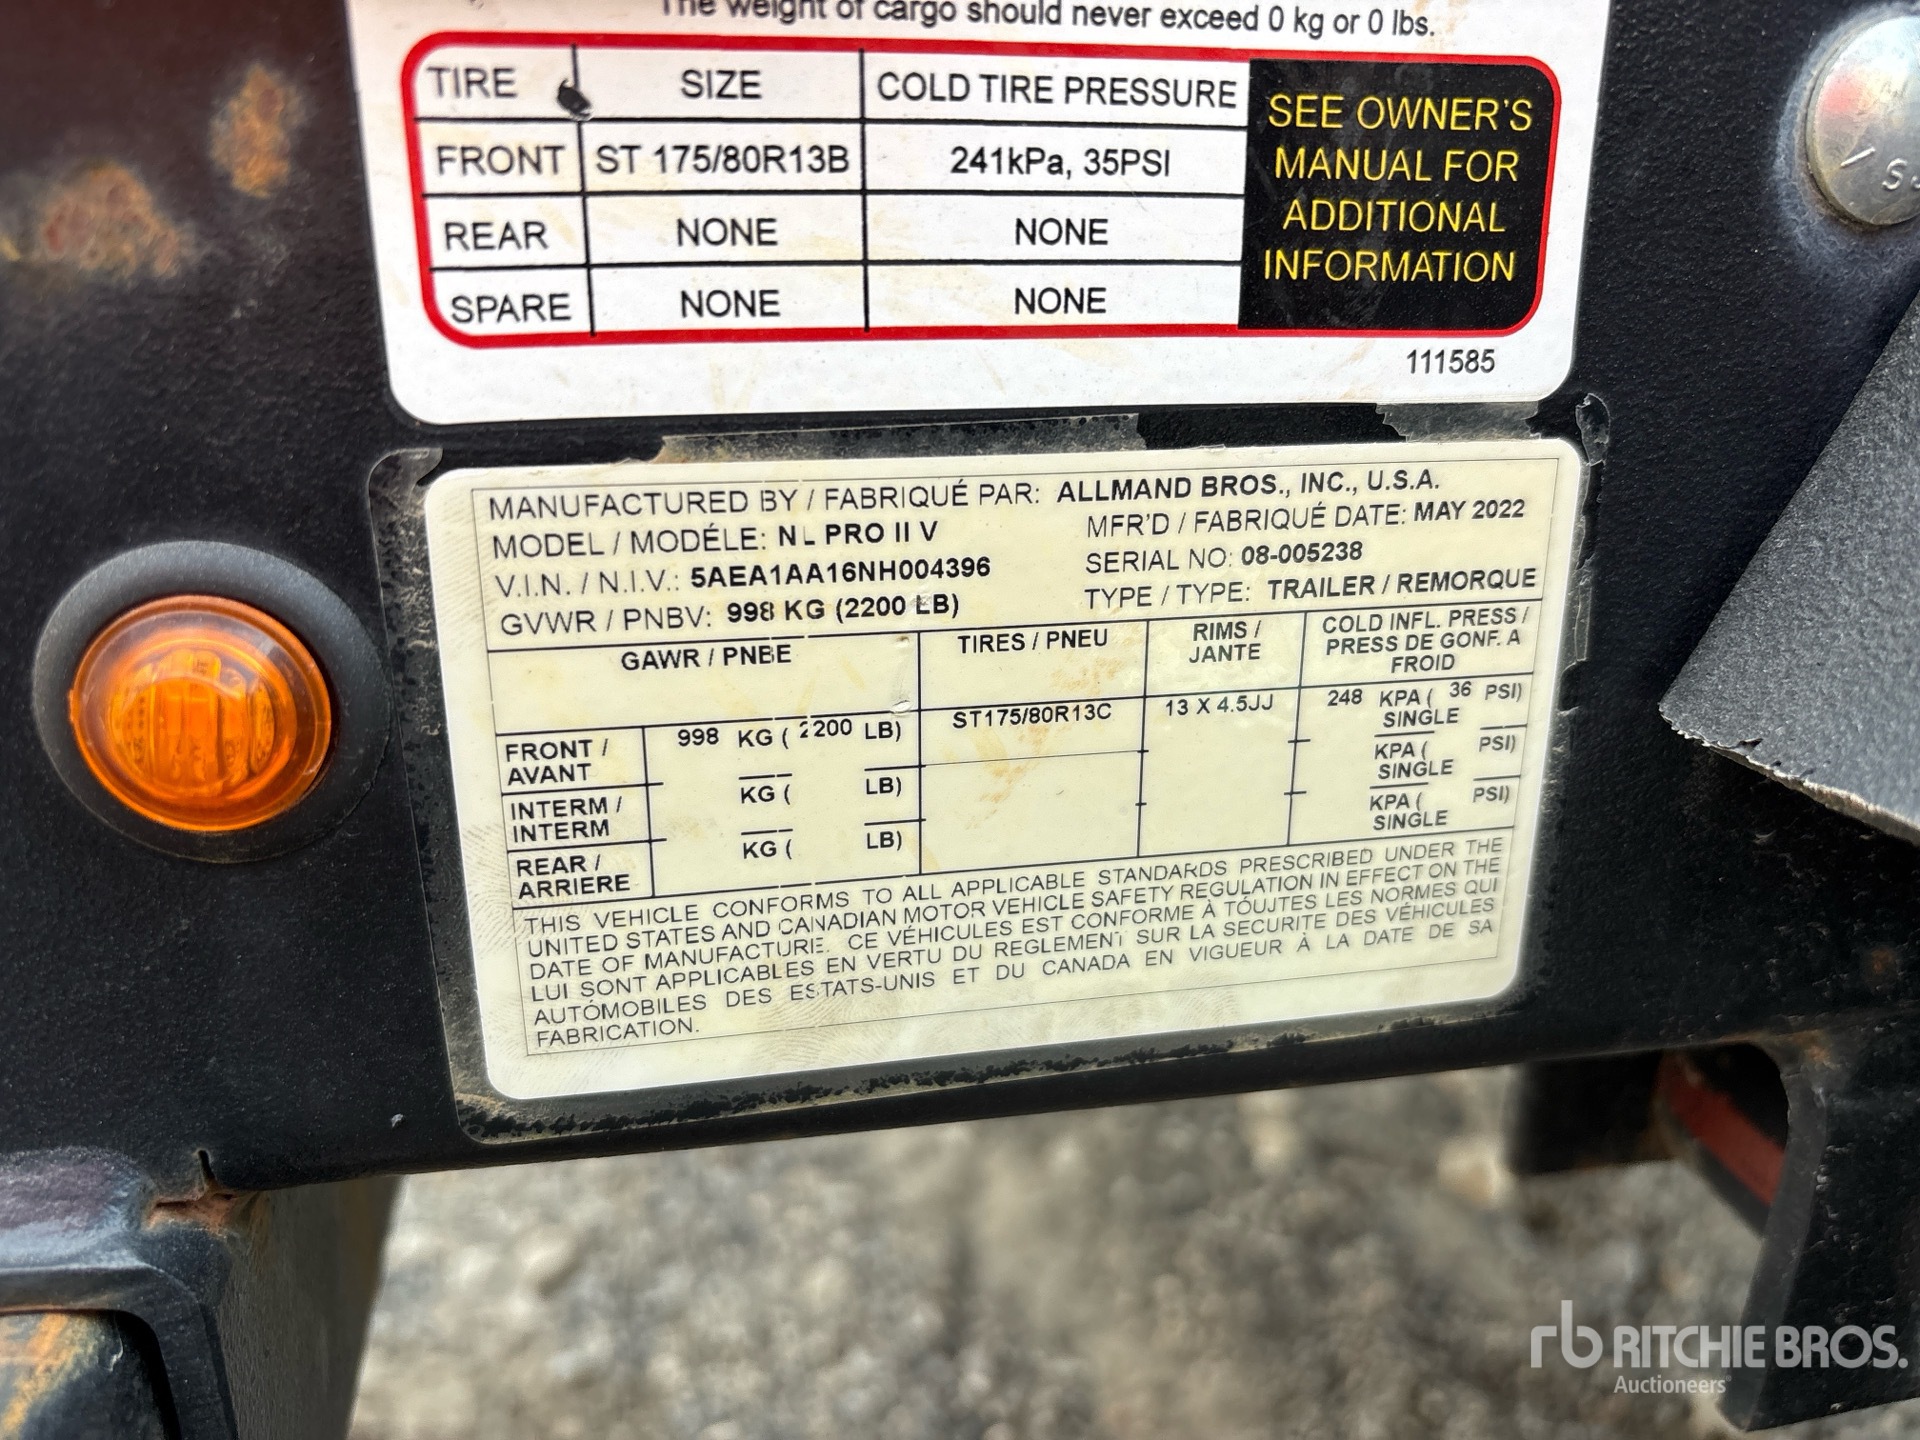 The weight of cargo should never exceed 0 kg or 0 lbs.
TIRE SIZE COLD TIRE PRESSURE
FRONT ST 175/80R13B 241kPa, 35PSI
REAR NONE NONE
SPARE NONE NONE
SEE OWNER'S
MANUAL FOR
ADDITIONAL
INFORMATION
111585
MANUFACTURED BY / FABRIQUÉ PAR: ALLMAND BROS., INC., U.S.A.
MODEL / MODÉLE: NL PRO II V MFR'D / FABRIQUÉ DATE: MAY 2022
V.I.N. / N.I.V.: 5AEA1AA16NH004396 SERIAL NO: 08-005238
GVWR / PNBV: 998 KG (2200 LB) TYPE / TYPE: TRAILER / REMORQUE
GAWR / PNBE TIRES / PNEU RIMS / JANTE COLD INFL. PRESS / PRESS DE GONF. A FROID
FRONT / AVANT 998 KG ( 2200 LB) ST175/80R13C 13 X 4.5JJ 248 KPA ( 36 PSI) SINGLE
INTERM / INTERM KG ( LB) KPA ( PSI) SINGLE
REAR / ARRIERE KG ( LB) KPA ( PSI) SINGLE
THIS VEHICLE CONFORMS TO ALL APPLICABLE STANDARDS PRESCRIBED UNDER THE
UNITED STATES AND CANADIAN MOTOR VEHICLE SAFETY REGULATION IN EFFECT ON THE
DATE OF MANUFACTURE. CE VÉHICULES EST CONFORME À TOUTES LES NORMES QUI
LUI SONT APPLICABLES EN VERTU DU REGLEMENT SUR LA SECURITE DES VÉHICULES
AUTÓMOBILES DES ESTATS-UNIS ET DU CANADA EN VIGUEUR À LA DATE DE SA
FABRICATION.
rb RITCHIE BROS.
Auctioneers